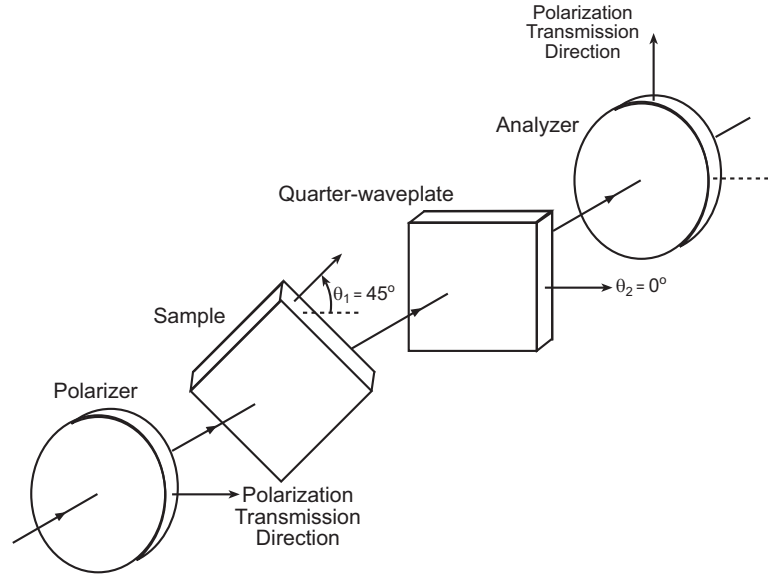 Polarization
Transmission
Direction
Analyzer
Quarter-waveplate
θ₁ = 45°
θ₂ = 0°
Sample
Polarizer
Polarization
Transmission
Direction